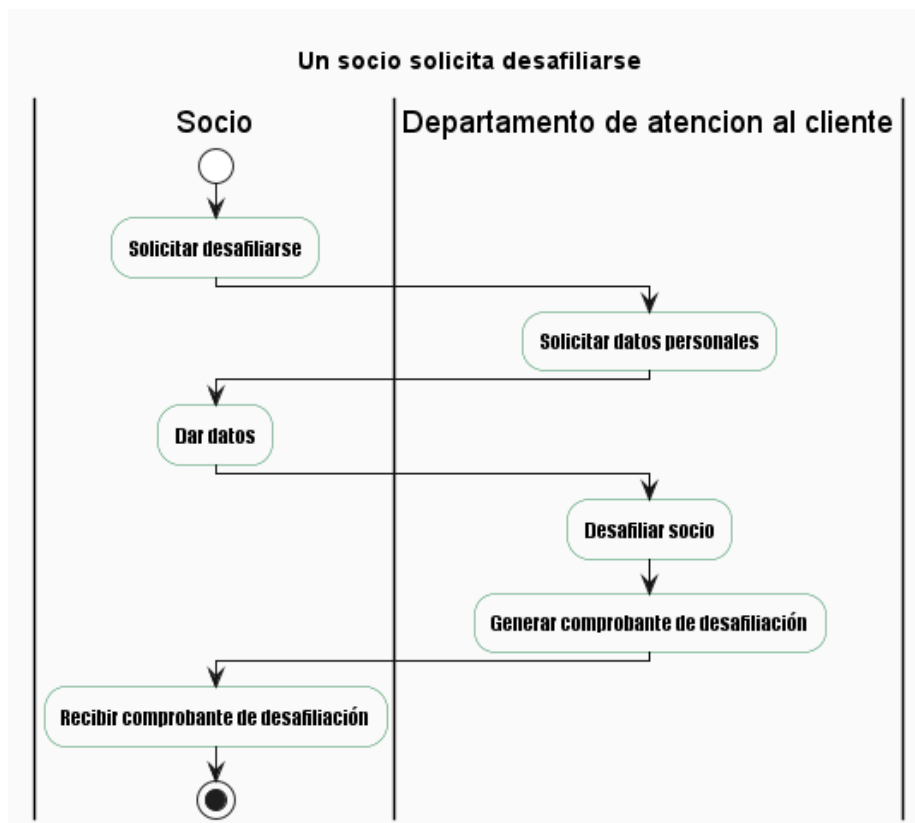 Un socio solicita desafiliarse
Socio
Departamento de atencion al cliente
Solicitar desafiliarse
Solicitar datos personales
Dar datos
Desafiliar socio
Generar comprobante de desafiliación
Recibir comprobante de desafiliación